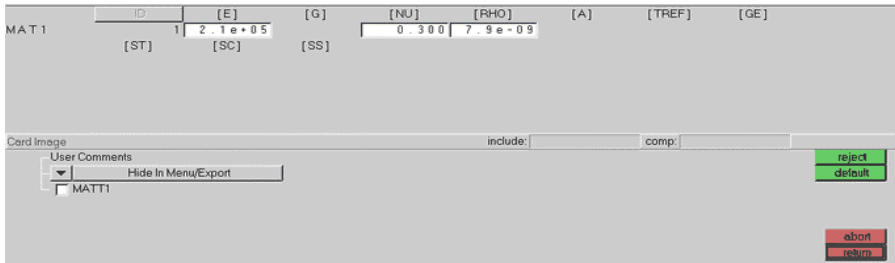 ID [E] [G] [NU] [RHO] [A] [TREF] [GE]
MAT1 1 2.1e+05 0.300 7.9e-09
[ST] [SC] [SS]
Card Image include: comp:
User Comments reject
Hide In Menu/Export default
MATT1
abort
return